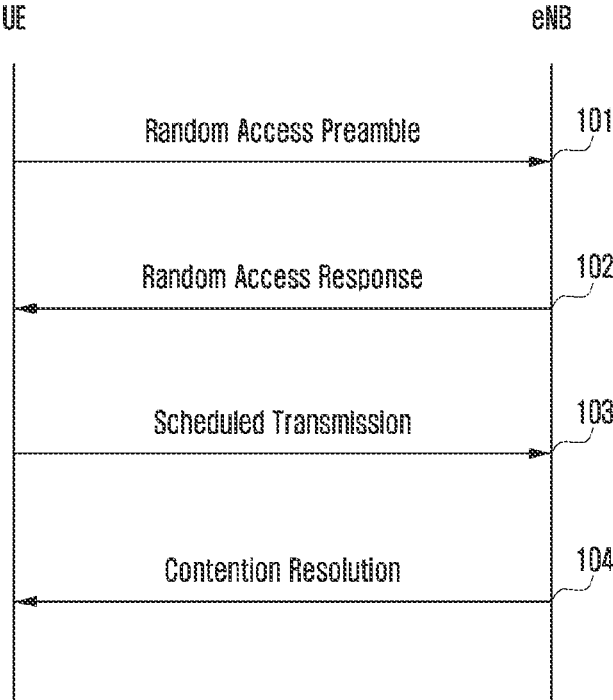 UE
eNB
Random Access Preamble
101
Random Access Response
102
Scheduled Transmission
103
Contention Resolution
104